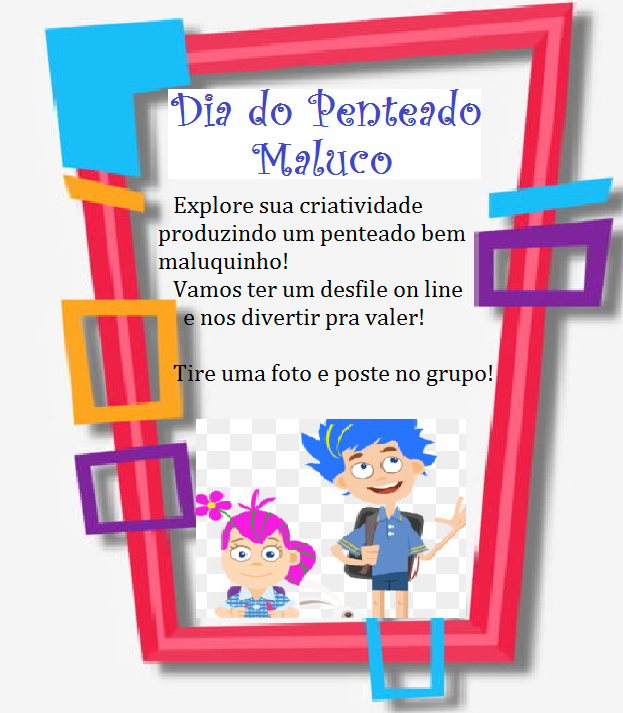 Dia do Penteado
Maluco
Explore sua criatividade
produzindo um penteado bem
maluquinho!
Vamos ter um desfile on line
e nos divertir pra valer!
Tire uma foto e poste no grupo!